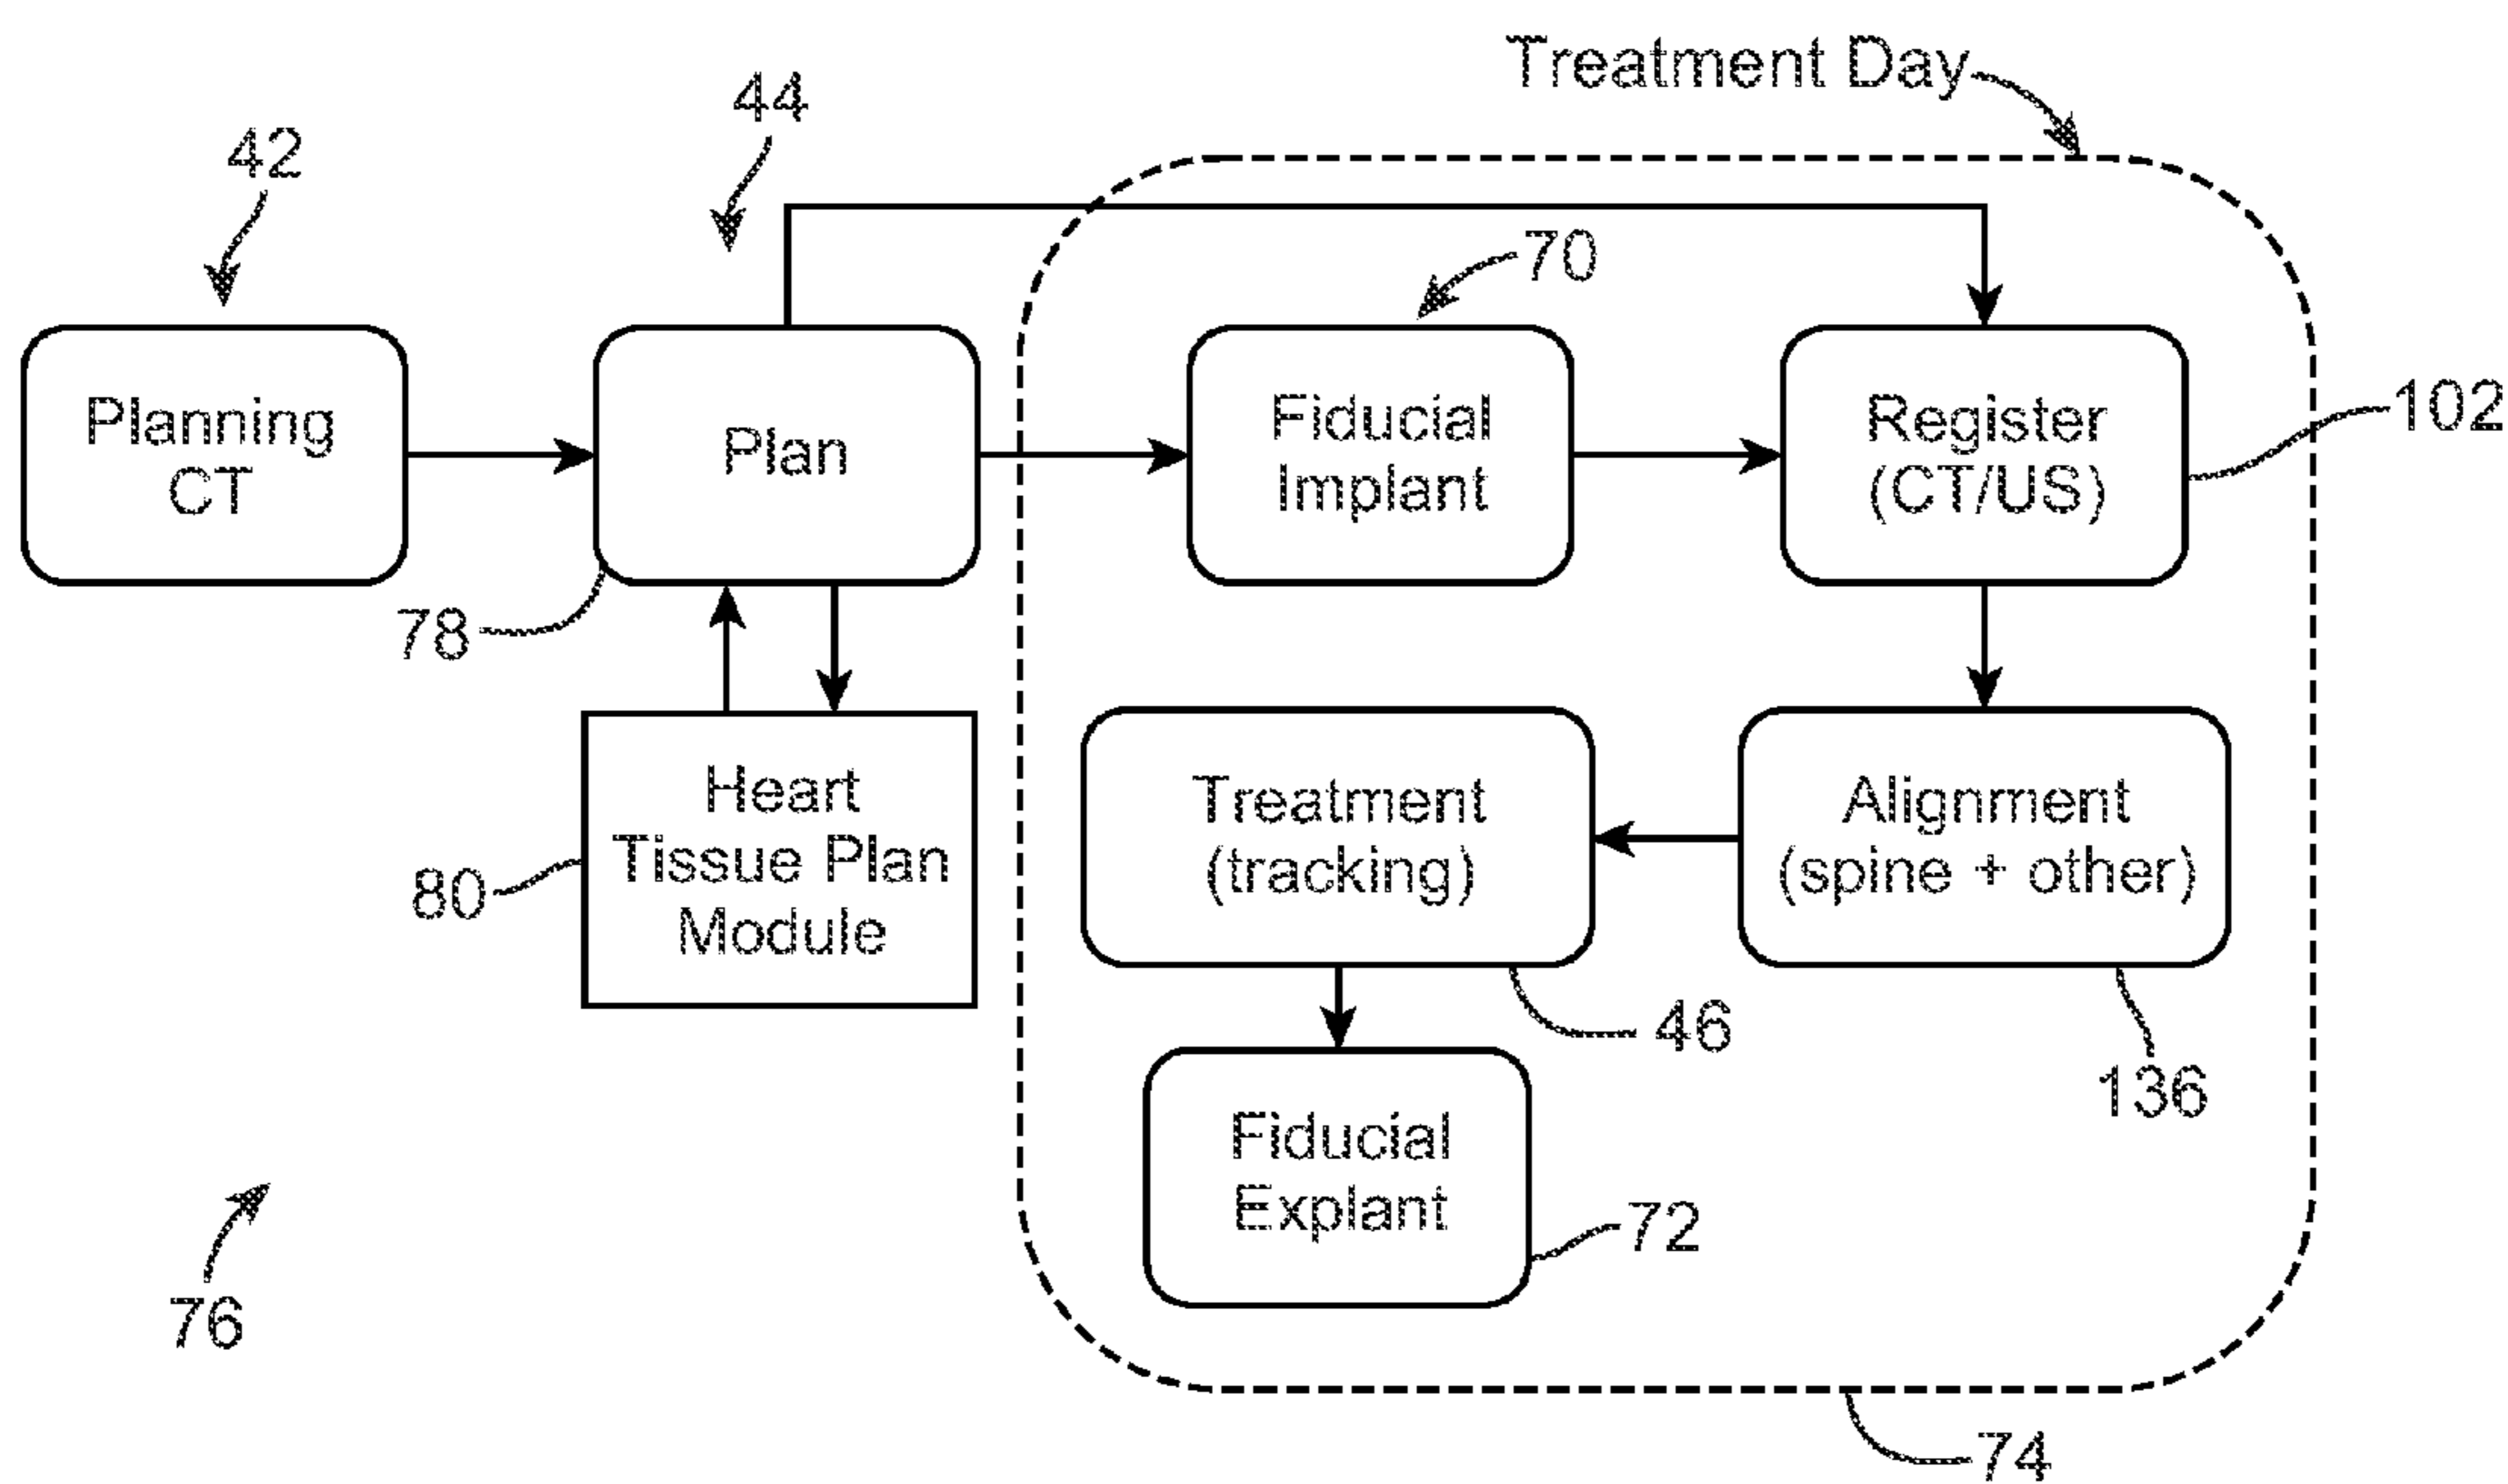 Treatment Day
44
42
70
Planning
CT
Plan
Fiducial
Implant
Register
(CT/US)
102
78
Heart
Tissue Plan
Module
80
Treatment
(tracking)
Alignment
(spine + other)
46
136
Fiducial
Explant
72
76
74